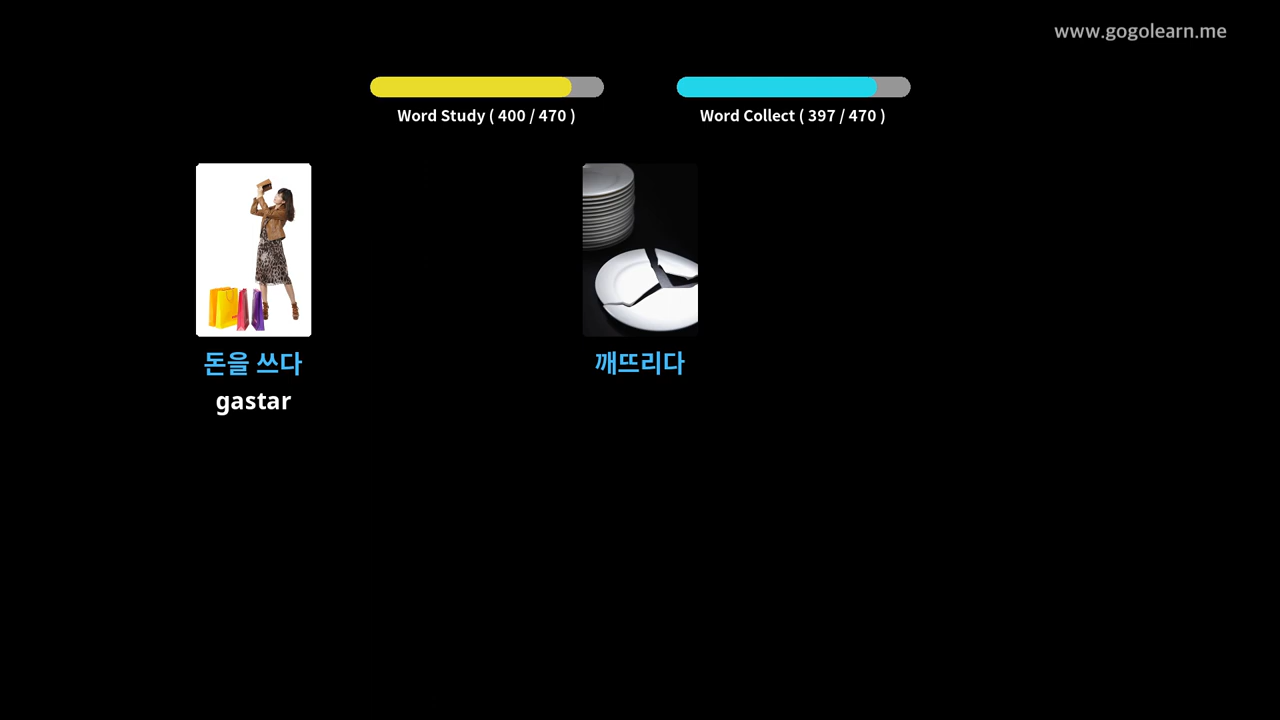 www.gogolearn.me
Word Study ( 400 / 470 )
Word Collect ( 397 / 470 )
돈을 쓰다
gastar
깨뜨리다